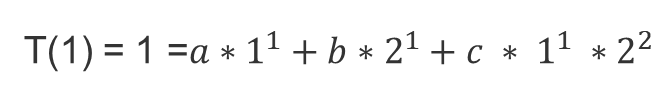 T(1) = 1 =a ∗ 1¹ + b ∗ 2¹ + c ∗ 1¹ ∗ 2²